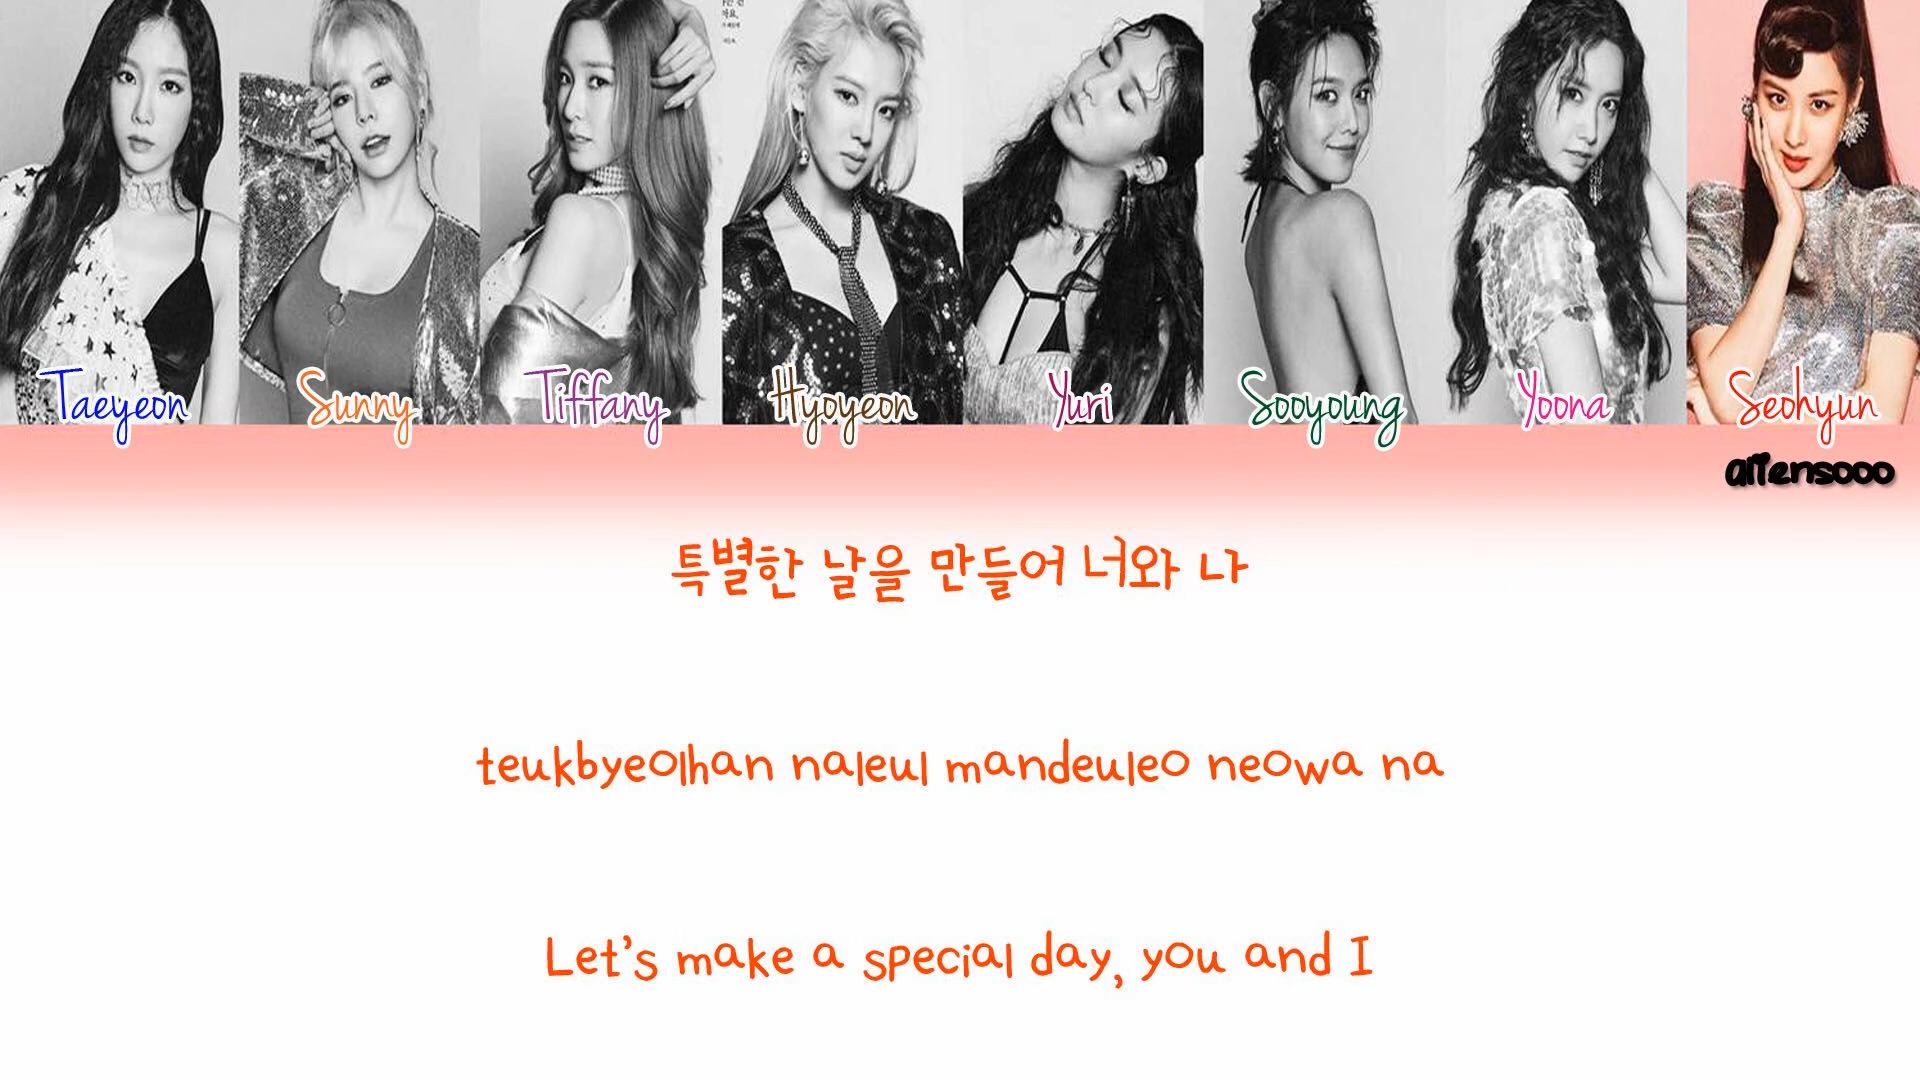 Taeyeon Sunny Tiffany Hyoyeon Yuri Sooyoung Yoona Seohyun
aliensooo
특별한 날을 만들어 너와 나
teukbyeolhan naleul mandeuleo neowa na
Let's make a special day, you and I